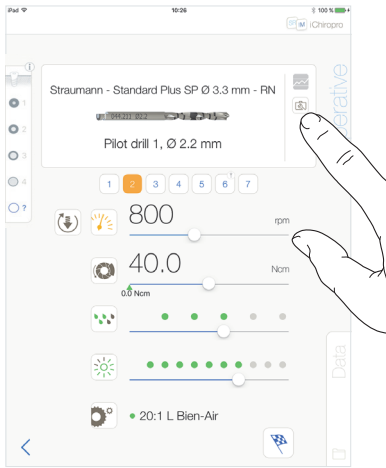 iPad 10:26 100 %
iChiropro
Straumann - Standard Plus SP Ø 3.3 mm - RN
Pilot drill 1, Ø 2.2 mm
1
2
3
4
?
1 2 3 4 5 6 7
800 rpm
40.0 Ncm
0.0 Ncm
20:1 L Bien-Air
Data